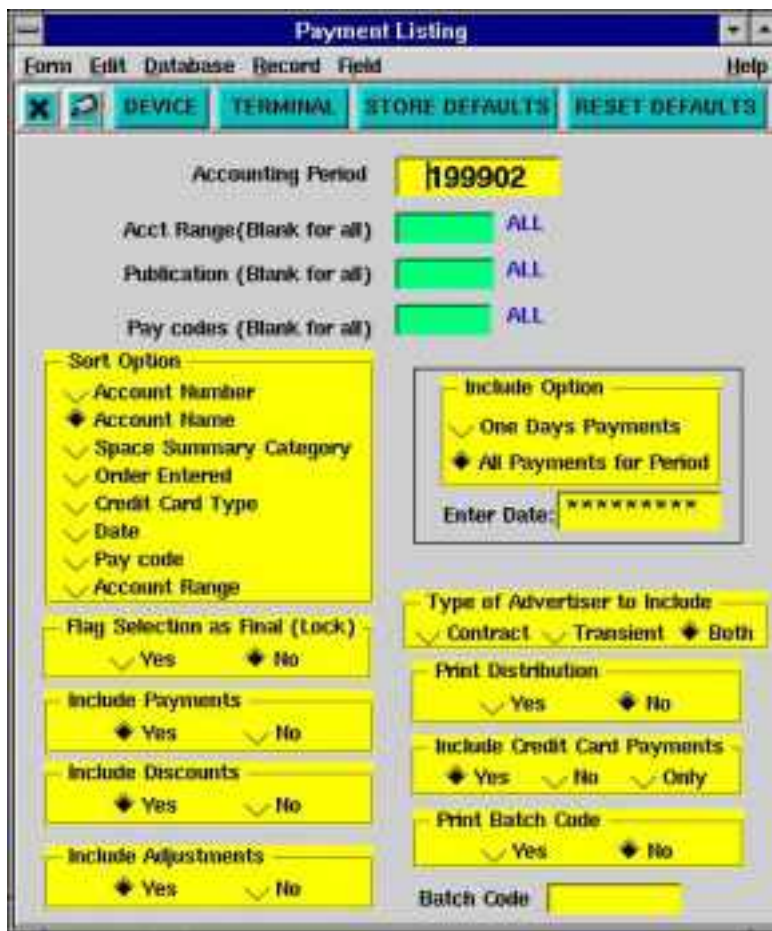 Payment Listing
Form Edit Database Record Field Help
DEVICE TERMINAL STORE DEFAULTS RESET DEFAULTS
Accounting Period 199902
Acct Range(Blank for all) ALL
Publication (Blank for all) ALL
Pay codes (Blank for all) ALL
Sort Option
Account Number
Account Name
Space Summary Category
Order Entered
Credit Card Type
Date
Pay code
Account Range
Include Option
One Days Payments
All Payments for Period
Enter Date: *********
Flag Selection as Final (Lock)
Yes No
Include Payments
Yes No
Include Discounts
Yes No
Include Adjustments
Yes No
Type of Advertiser to Include
Contract Transient Both
Print Distribution
Yes No
Include Credit Card Payments
Yes No Only
Print Batch Code
Yes No
Batch Code